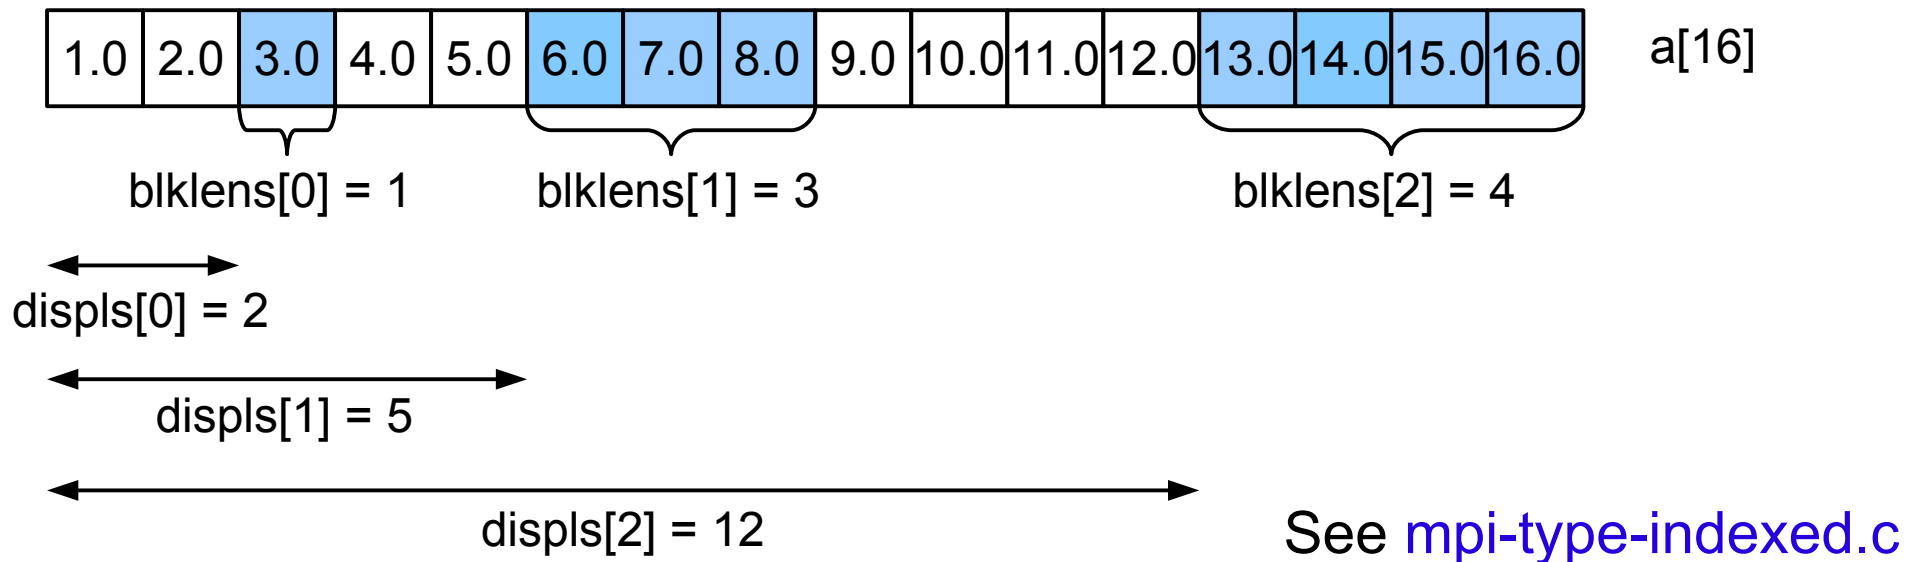 1.0 2.0 3.0 4.0 5.0 6.0 7.0 8.0 9.0 10.0 11.0 12.0 13.0 14.0 15.0 16.0 a[16]
blklens[0] = 1 blklens[1] = 3 blklens[2] = 4
displs[0] = 2
displs[1] = 5
displs[2] = 12
See mpi-type-indexed.c